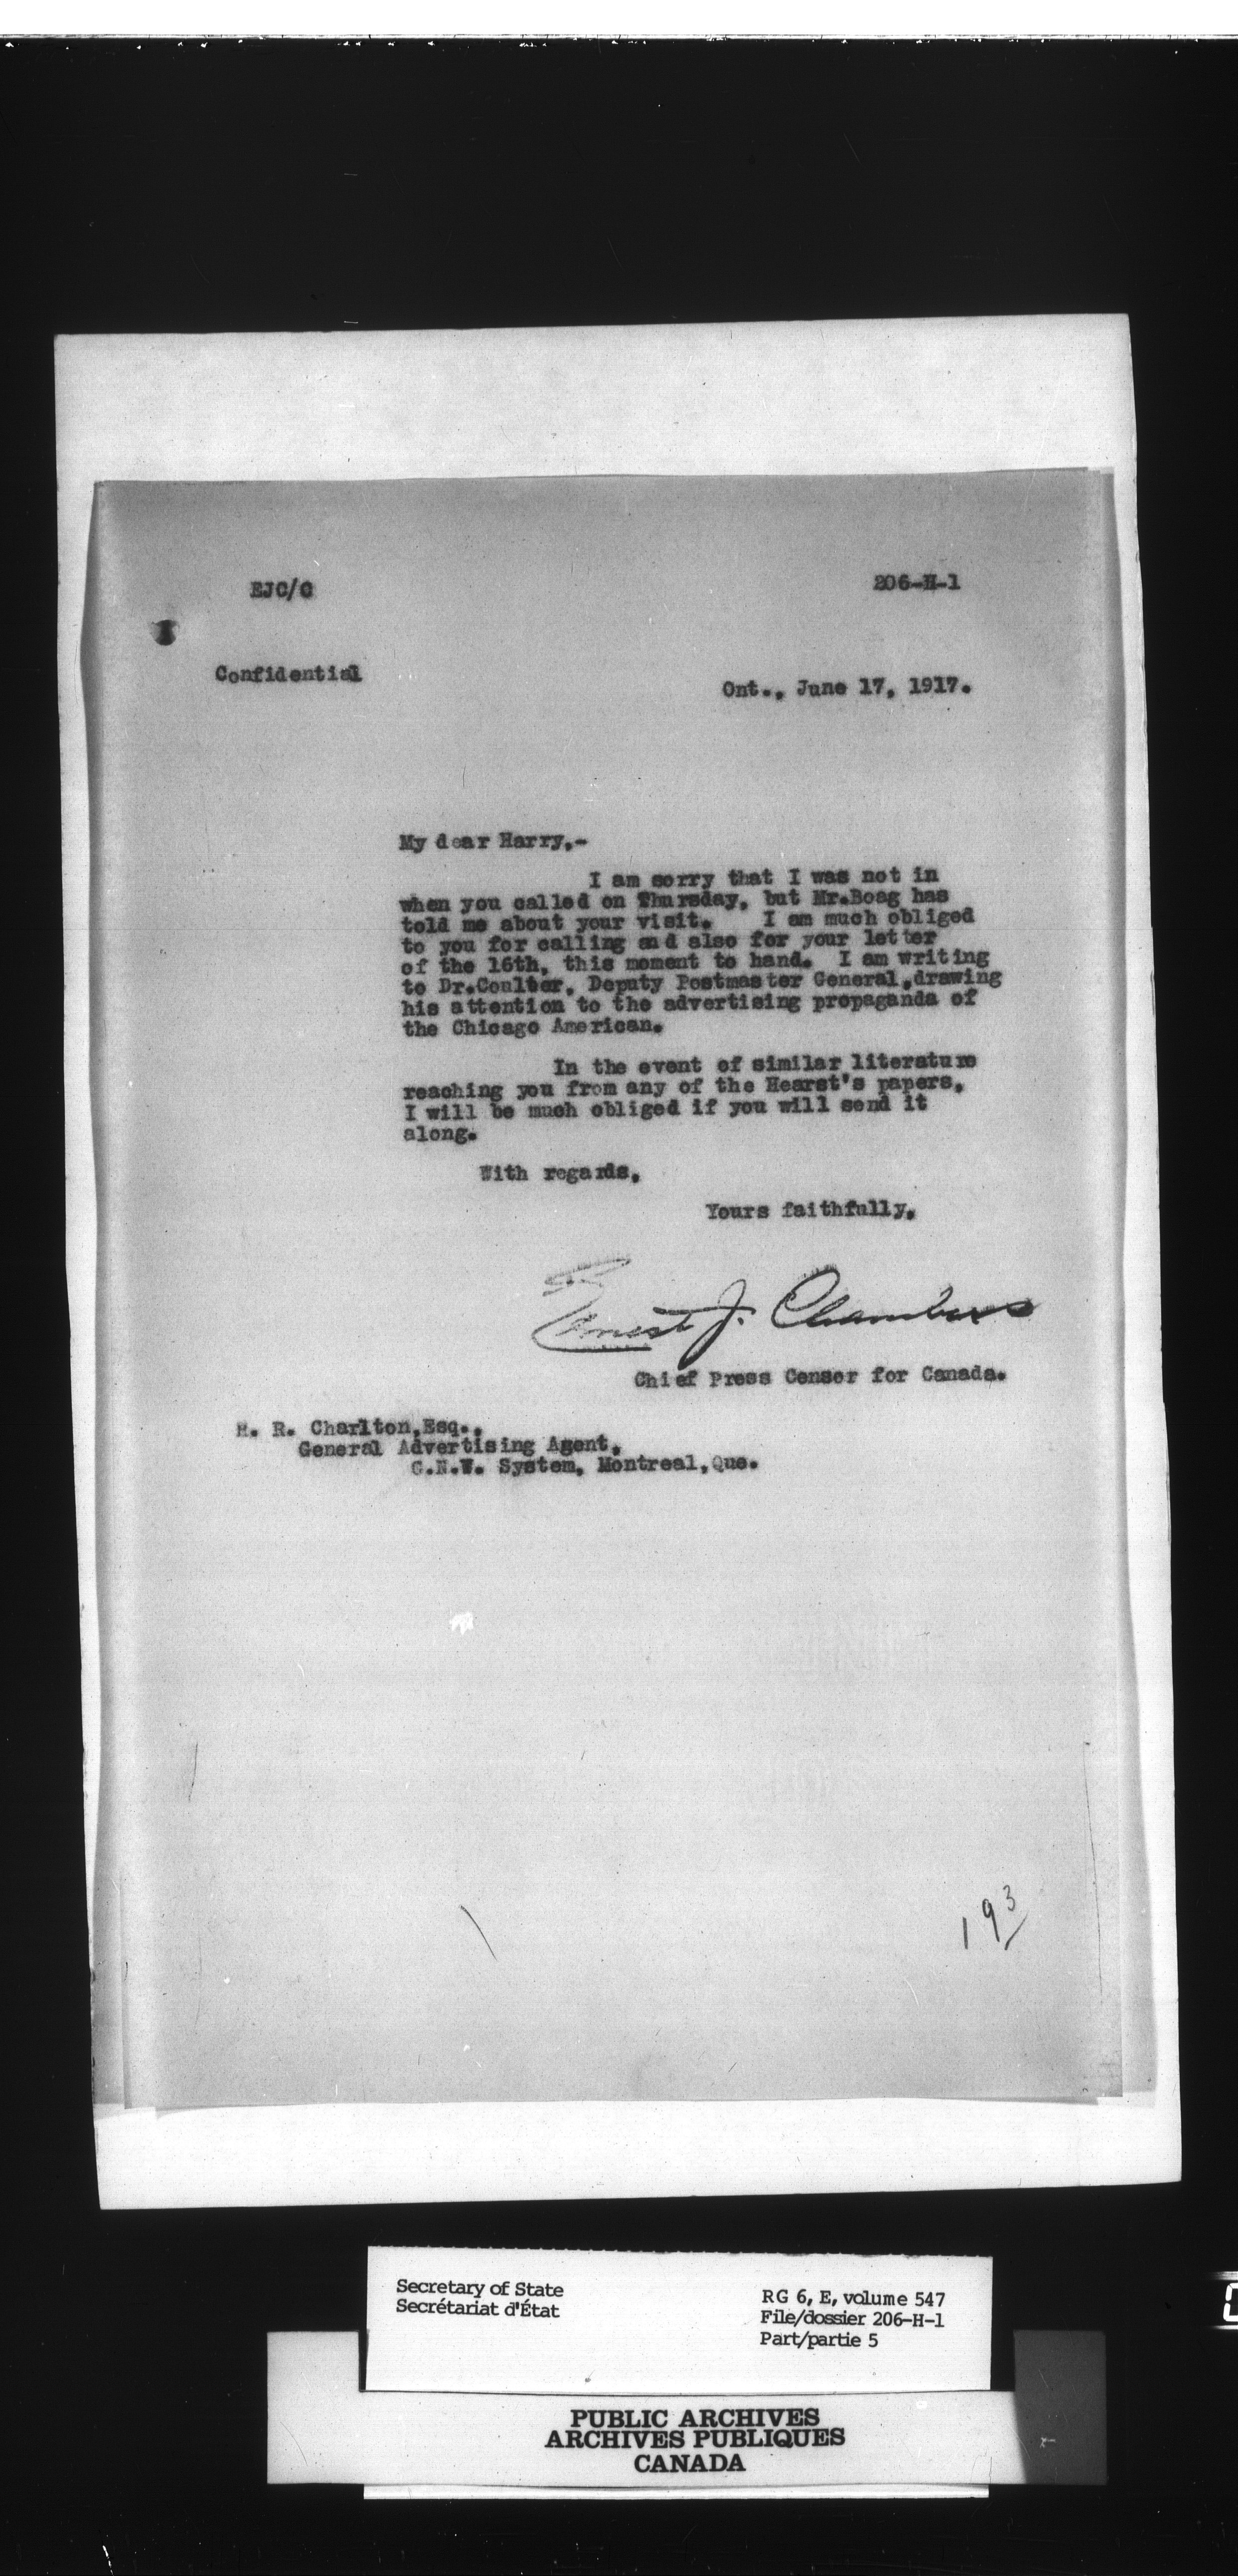 EJC/C
206-H-1
Confidential
Ont., June 17, 1917.
My dear Harry,-
I am sorry that I was not in
when you called on Thursday, but Mr.Boag has
told me about your visit. I am much obliged
to you for calling and also for your letter
of the 16th, this moment to hand. I am writing
to Dr.Coulter, Deputy Postmaster General,drawing
his attention to the advertising propaganda of
the Chicago American.
In the event of similar literature
reaching you from any of the Hearst's papers,
I will be much obliged if you will send it
along.
With regards,
Yours faithfully,
Ernest J. Chambers
Chief Press Censor for Canada.
H. R. Charlton,Esq.,
General Advertising Agent,
C.N.W. System, Montreal,Que.
193
Secretary of State
Secrétariat d'État
RG 6, E, volume 547
File/dossier 206-H-1
Part/partie 5
PUBLIC ARCHIVES
ARCHIVES PUBLIQUES
CANADA